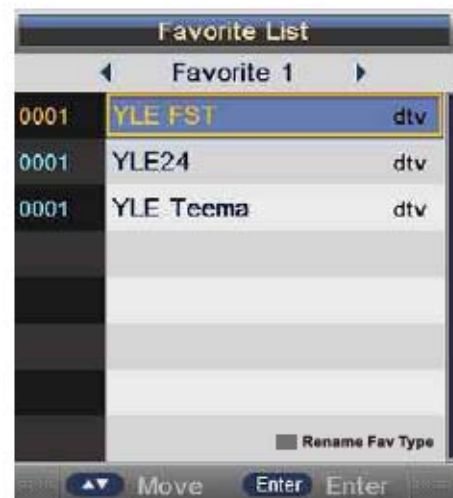 Favorite List
Favorite 1
0001 YLE FST dtv
0001 YLE24 dtv
0001 YLE Teema dtv
Rename Fav Type
Move Enter Enter